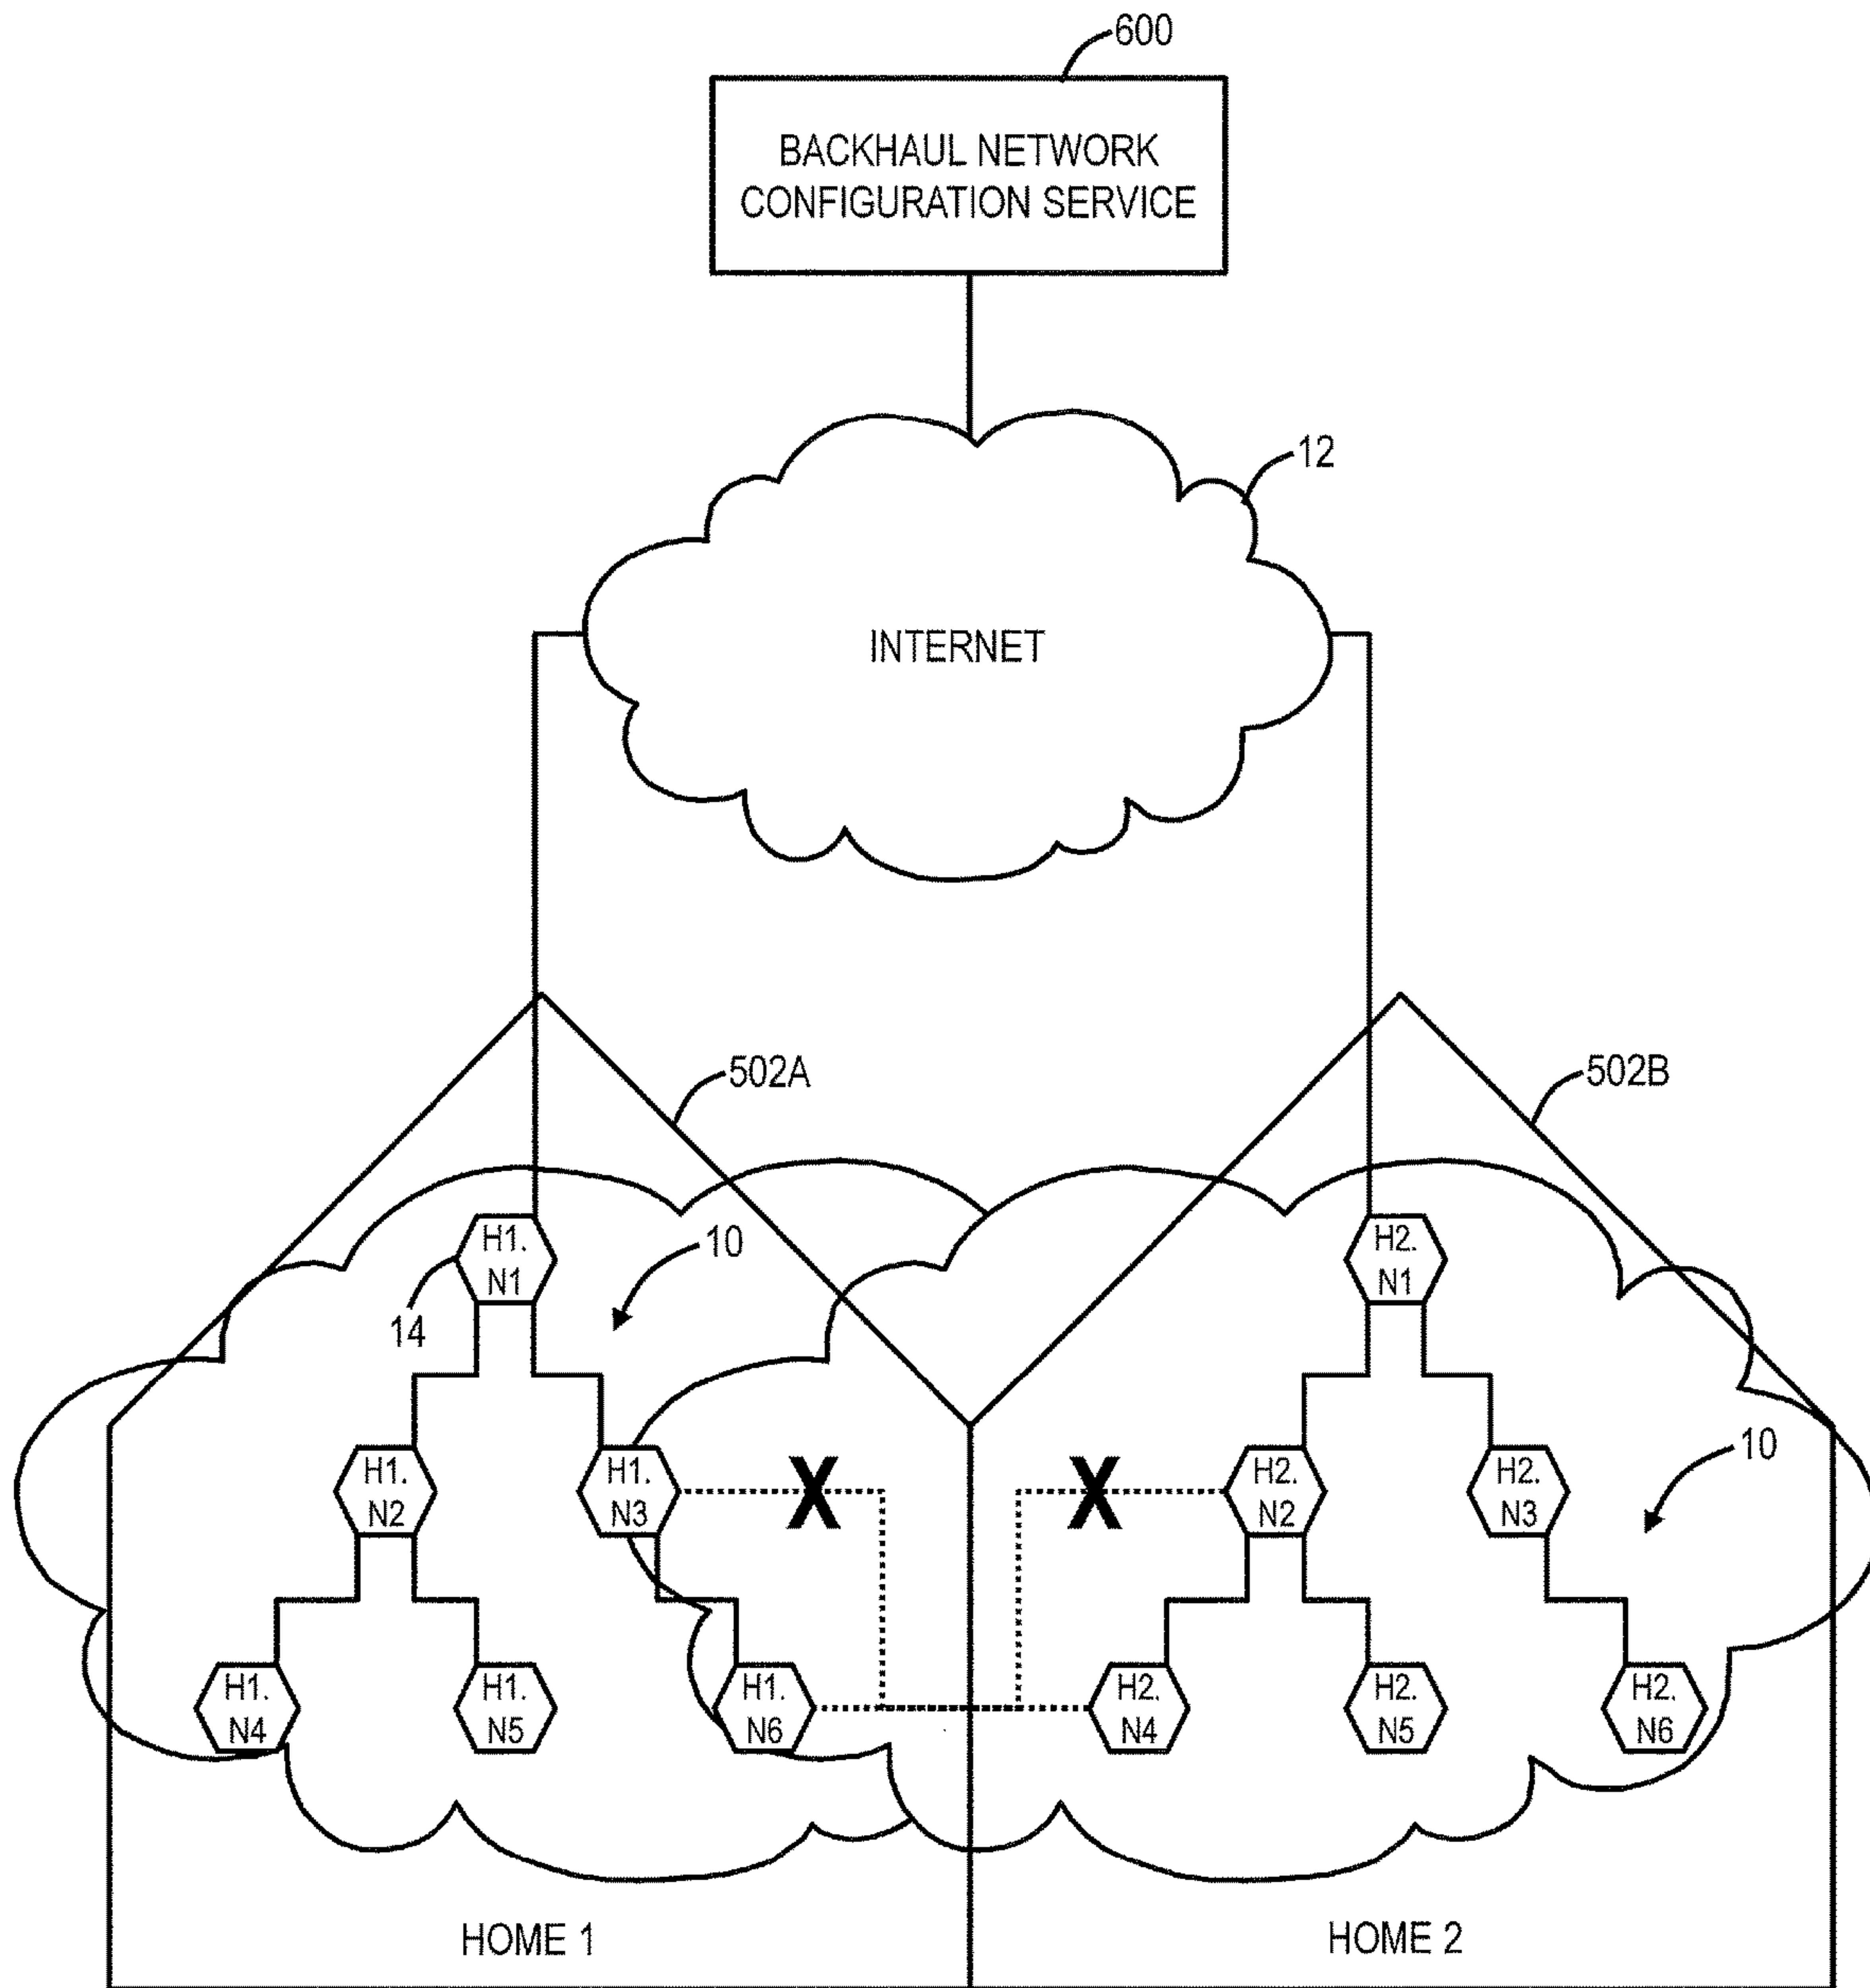 600
BACKHAUL NETWORK
CONFIGURATION SERVICE
12
INTERNET
502A
502B
H1.
N1
10
14
H2.
N1
H1.
N2
H1.
N3
X
X
H2.
N2
H2.
N3
10
H1.
N4
H1.
N5
H1.
N6
H2.
N4
H2.
N5
H2.
N6
HOME 1
HOME 2